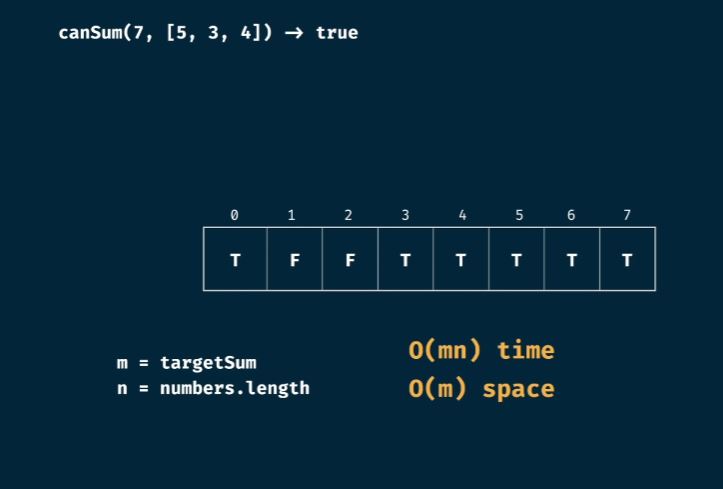 canSum(7, [5, 3, 4]) → true
0 1 2 3 4 5 6 7
T F F T T T T T
m = targetSum
n = numbers.length
O(mn) time
O(m) space